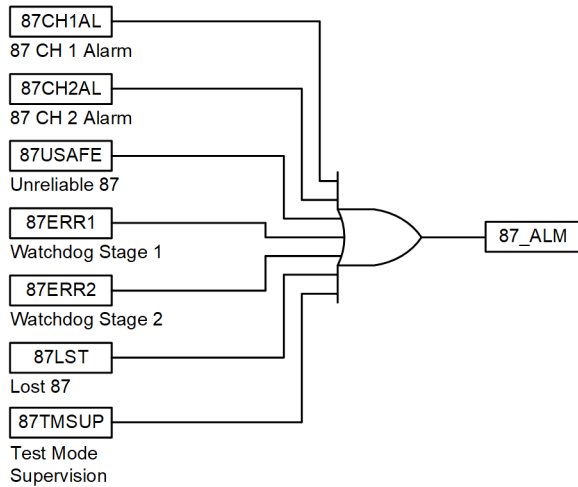 87CH1AL
87 CH 1 Alarm
87CH2AL
87 CH 2 Alarm
87USAFE
Unreliable 87
87ERR1
Watchdog Stage 1
87ERR2
Watchdog Stage 2
87LST
Lost 87
87TMSUP
Test Mode
Supervision
87_ALM